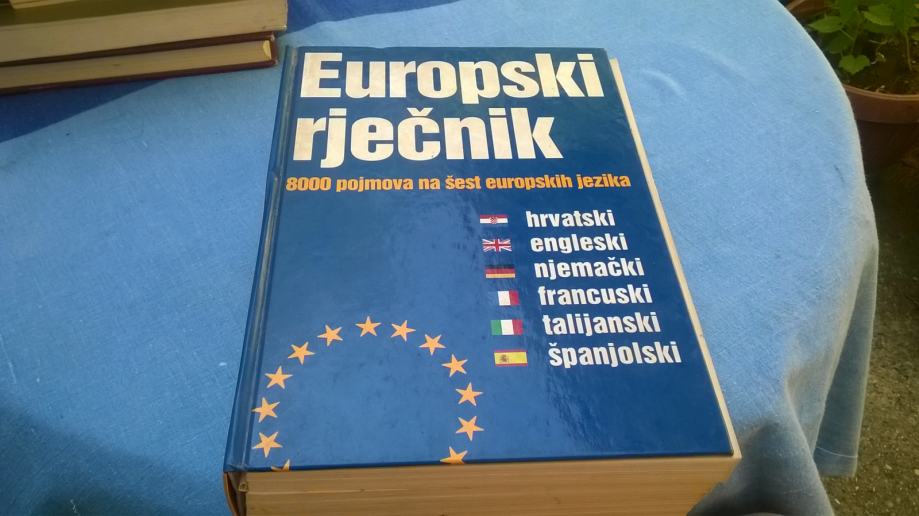 Europski
rječnik
8000 pojmova na šest europskih jezika
hrvatski
engleski
njemački
francuski
talijanski
španjolski